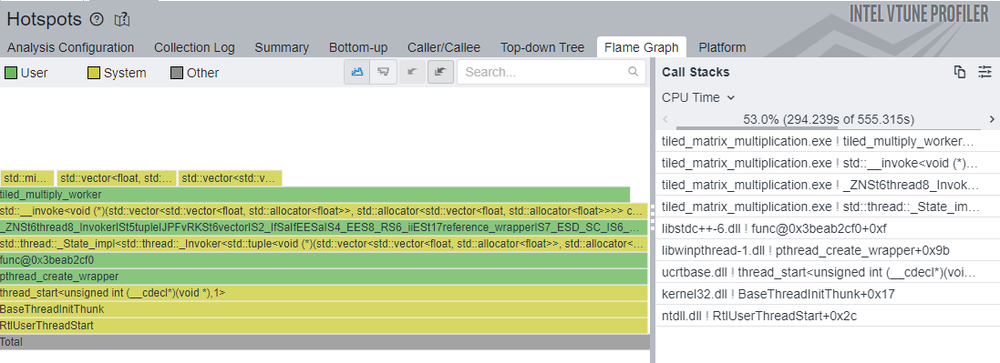 Hotspots
INTEL VTUNE PROFILER
Analysis Configuration Collection Log Summary Bottom-up Caller/Callee Top-down Tree Flame Graph Platform
User System Other
Search...
std::mi... std::vector<float, std:... std::vector<std::v...
tiled_multiply_worker
std::__invoke<void (*)(std::vector<std::vector<float, std::allocator<float>>, std::allocator<std::vector<float, std::allocator<float>>>> c...
_ZNSt6thread8_InvokerISt5tupleIJPFvRKSt6vectorIS2_IfSaIfEESaIS4_EES8_RS6_iiESt17reference_wrapperIS7_ESD_SC_IS6_...
std::thread::_State_impl<std::thread::_Invoker<std::tuple<void (*)(std::vector<std::vector<float, std::allocator<float>>, std::allocator<...
func@0x3beab2cf0
pthread_create_wrapper
thread_start<unsigned int (__cdecl*)(void *),1>
BaseThreadInitThunk
RtlUserThreadStart
Total
Call Stacks
CPU Time
53.0% (294.239s of 555.315s)
tiled_matrix_multiplication.exe ! tiled_multiply_worker...
tiled_matrix_multiplication.exe ! std::__invoke<void (*)...
tiled_matrix_multiplication.exe ! _ZNSt6thread8_Invok...
tiled_matrix_multiplication.exe ! std::thread::_State_im...
libstdc++-6.dll ! func@0x3beab2cf0+0xf
libwinpthread-1.dll ! pthread_create_wrapper+0x9b
ucrtbase.dll ! thread_start<unsigned int (__cdecl*)(voi...
kernel32.dll ! BaseThreadInitThunk+0x17
ntdll.dll ! RtlUserThreadStart+0x2c